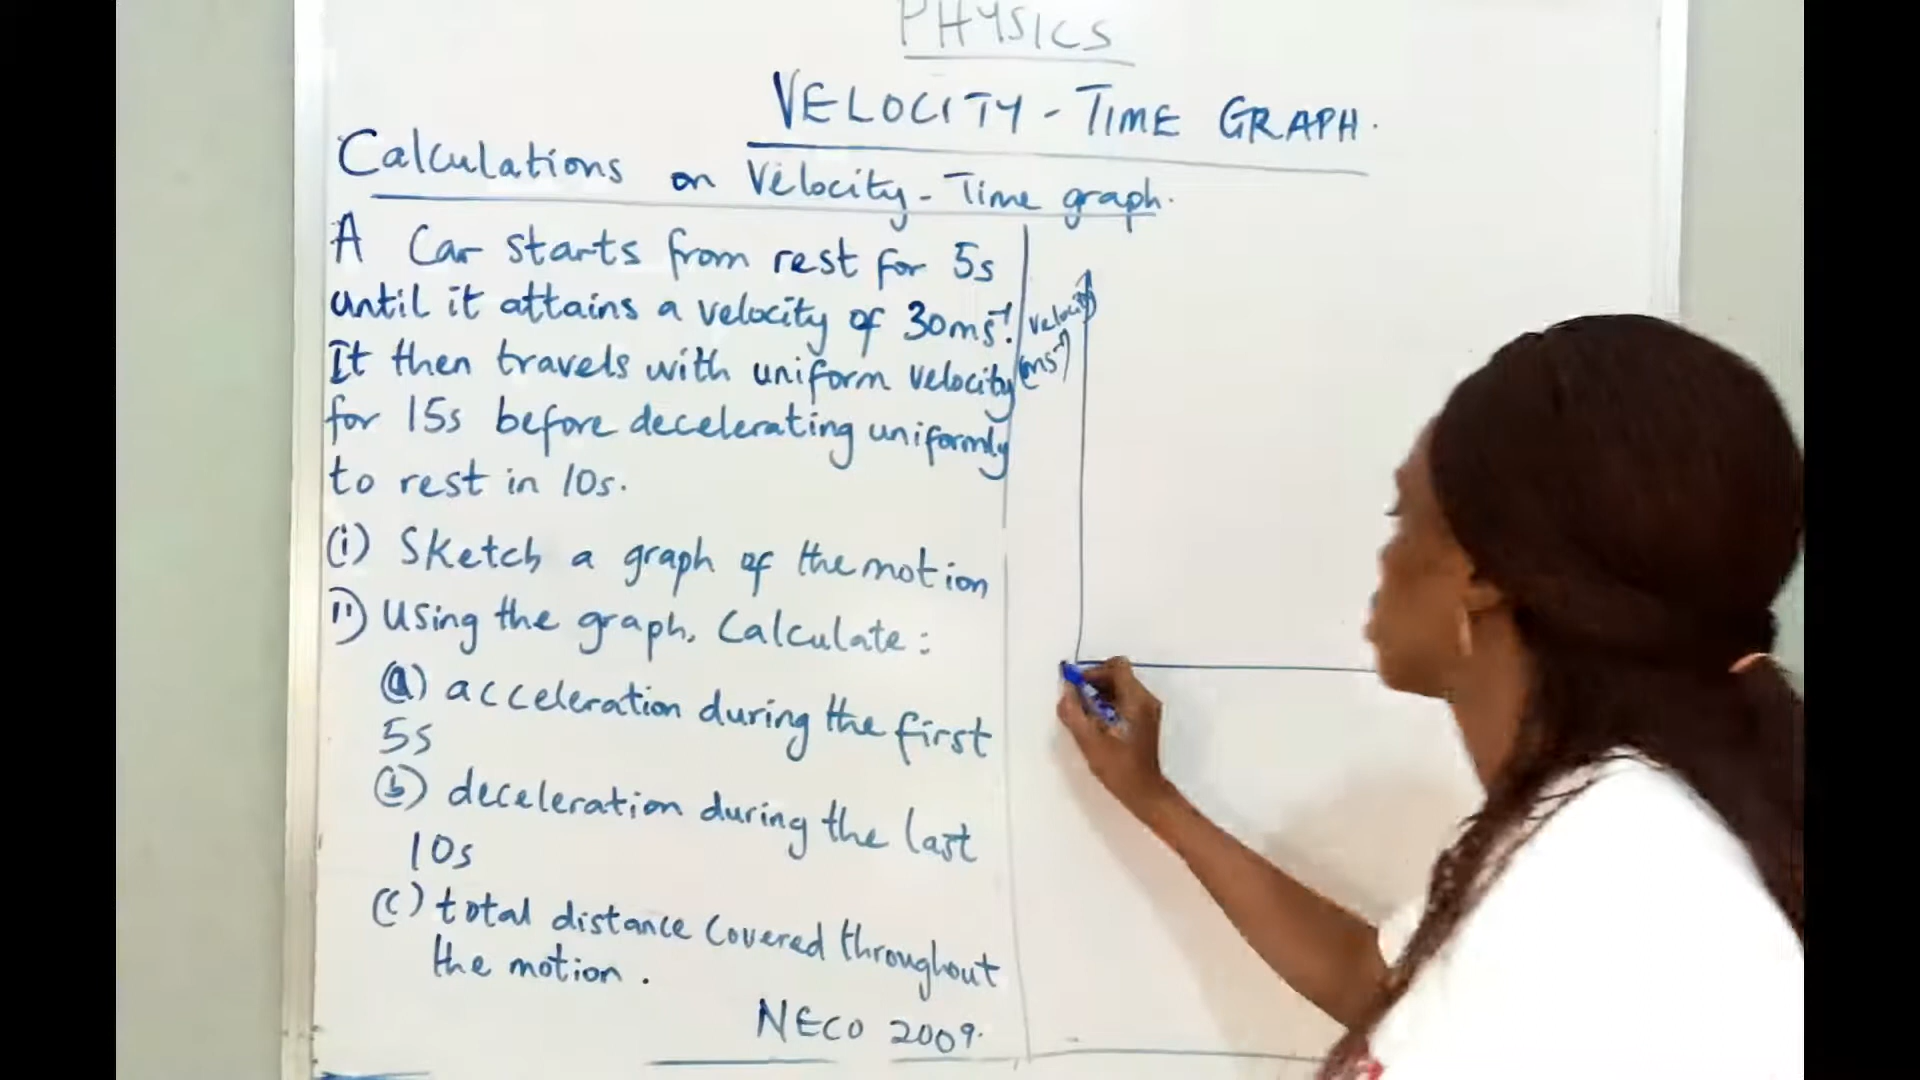 PHYSICS
VELOCITY - TIME GRAPH.
Calculations on Velocity - Time graph.
A Car starts from rest for 5s
until it attains a velocity of 30ms⁻¹.
It then travels with uniform velocity
for 15s before decelerating uniformly
to rest in 10s.
(i) Sketch a graph of the motion
ii) Using the graph, Calculate:
(a) acceleration during the first
5s
(b) deceleration during the last
10s
(c) total distance covered throughout
the motion.
NECO 2009.
velocity
(ms⁻¹)